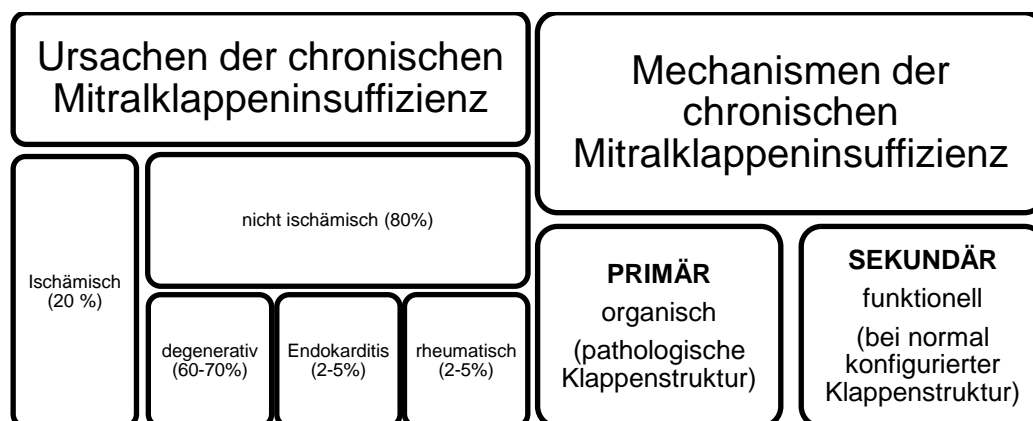 Ursachen der chronischen
Mitralklappeninsuffizienz
Ischämisch
(20 %)
nicht ischämisch (80%)
degenerativ
(60-70%)
Endokarditis
(2-5%)
rheumatisch
(2-5%)
Mechanismen der
chronischen
Mitralklappeninsuffizienz
PRIMÄR
organisch
(pathologische
Klappenstruktur)
SEKUNDÄR
funktionell
(bei normal
konfigurierter
Klappenstruktur)